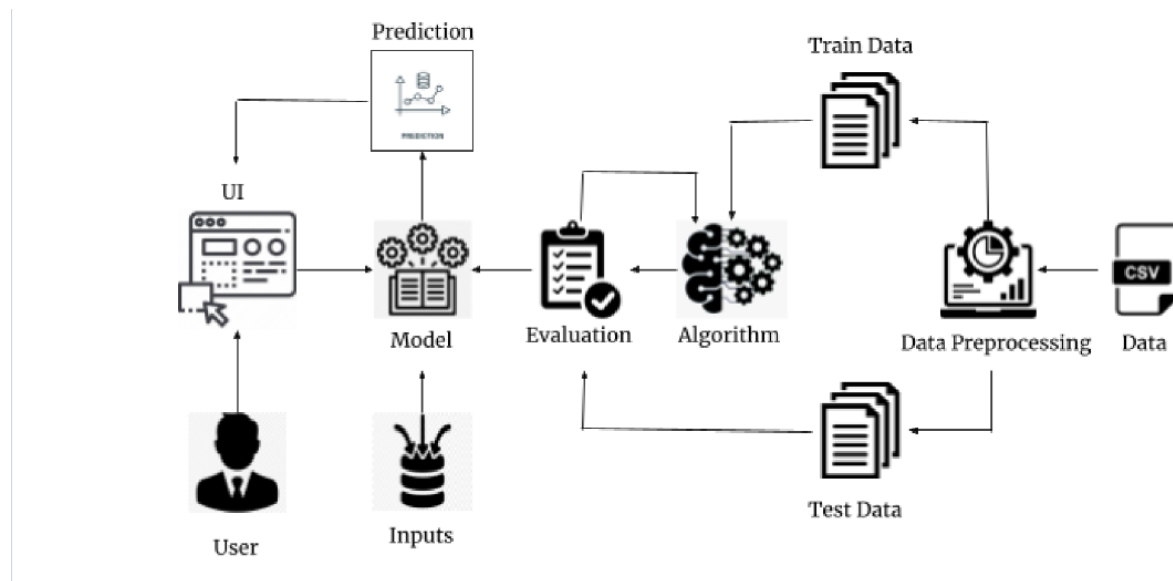 Prediction
Train Data
PREDICTION
UI
CSV
Model
Evaluation
Algorithm
Data Preprocessing
Data
User
Inputs
Test Data